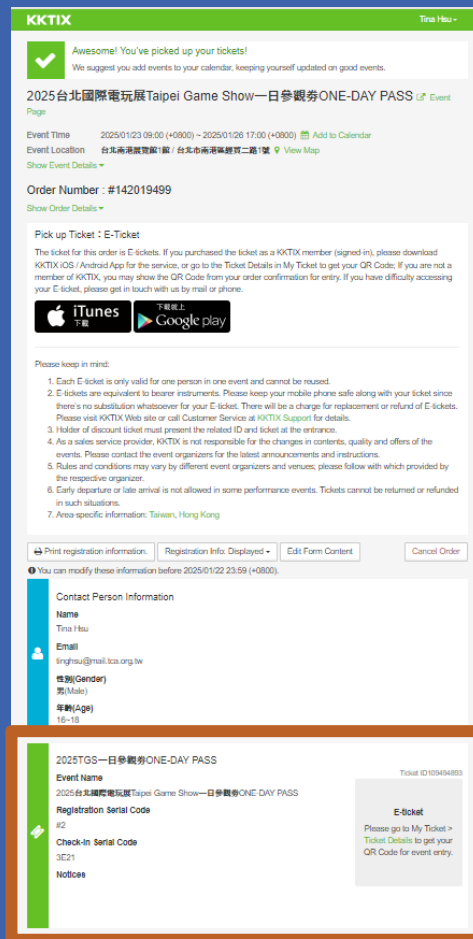 KKTIX
Tina Hsu
Awesome! You've picked up your tickets!
We suggest you add events to your calendar, keeping yourself updated on good events.
2025台北國際電玩展Taipei Game Show一日參觀券ONE-DAY PASS Event
Page
Event Time 2025/01/23 09:00 (+0800) ~ 2025/01/26 17:00 (+0800) Add to Calendar
Event Location 台北南港展覽館1館 / 台北市南港區經貿二路1號 View Map
Show Event Details
Order Number : #142019499
Show Order Details
Pick up Ticket：E-Ticket
The ticket for this order is E-tickets. If you purchased the ticket as a KKTIX member (signed-in), please download
KKTIX iOS / Android App for the service, or go to the Ticket Details in My Ticket to get your QR Code; If you are not a
member of KKTIX, you may show the QR Code from your order confirmation for entry. If you have difficulty accessing
your E-ticket, please get in touch with us by mail or phone.
iTunes
下載
下載就上
Google play
Please keep in mind:
1. Each E-ticket is only valid for one person in one event and cannot be reused.
2. E-tickets are equivalent to bearer instruments. Please keep your mobile phone safe along with your ticket since
there's no substitution whatsoever for your E-ticket. There will be a charge for replacement or refund of E-tickets.
Please visit KKTIX Web site or call Customer Service at KKTIX Support for details.
3. Holder of discount ticket must present the related ID and ticket at the entrance.
4. As a sales service provider, KKTIX is not responsible for the changes in contents, quality and offers of the
events. Please contact the event organizers for the latest announcements and instructions.
5. Rules and conditions may vary by different event organizers and venues; please follow with which provided by
the respective organizer.
6. Early departure or late arrival is not allowed in some performance events. Tickets cannot be returned or refunded
in such situations.
7. Area-specific information: Taiwan, Hong Kong
Print registration information. Registration Info: Displayed Edit Form Content Cancel Order
You can modify these information before 2025/01/22 23:59 (+0800).
Contact Person Information
Name
Tina Hsu
Email
tinghsu@mail.tca.org.tw
性別(Gender)
男(Male)
年齡(Age)
16~18
2025TGS一日參觀券ONE-DAY PASS
Ticket ID109494893
Event Name
2025台北國際電玩展Taipei Game Show一日參觀券ONE-DAY PASS
Registration Serial Code
#2
Check-in Serial Code
3E21
Notices
E-ticket
Please go to My Ticket >
Ticket Details to get your
QR Code for event entry.